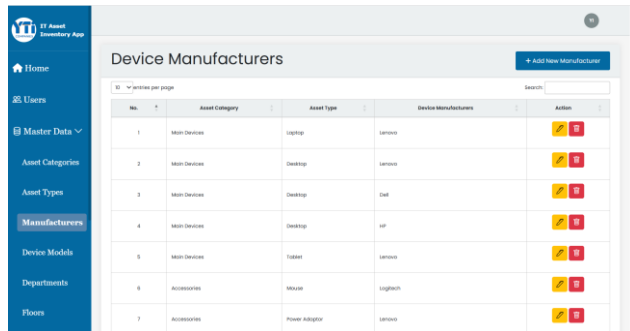 YTI
IT Asset
Inventory App
Home
Users
Master Data
Asset Categories
Asset Types
Manufacturers
Device Models
Departments
Floors
Device Manufacturers
+ Add New Manufacturer
10 entries per page
Search:
No. Asset Category Asset Type Device Manufacturers Action
1 Main Devices Laptop Lenovo
2 Main Devices Desktop Lenovo
3 Main Devices Desktop Dell
4 Main Devices Desktop HP
5 Main Devices Tablet Lenovo
6 Accessories Mouse Logitech
7 Accessories Power Adaptor Lenovo